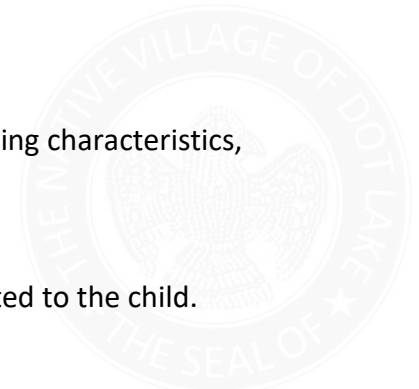 ing characteristics,
ted to the child.
THE NATIVE VILLAGE OF DOT LAKE
THE SEAL OF